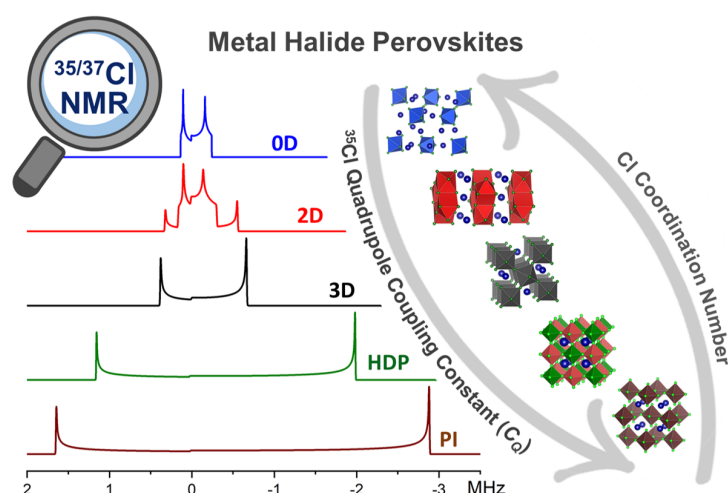 Metal Halide Perovskites
35/37Cl
NMR
0D
2D
3D
HDP
PI
35Cl Quadrupole Coupling Constant (CQ)
Cl Coordination Number
2 1 0 -1 -2 -3 MHz